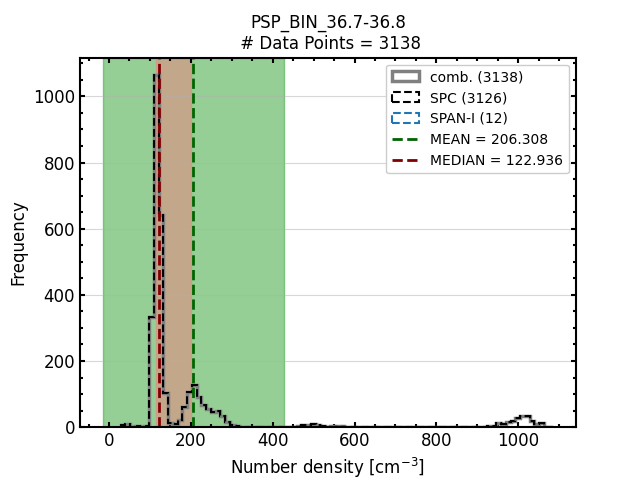 PSP_BIN_36.7-36.8
# Data Points = 3138
comb. (3138)
SPC (3126)
SPAN-I (12)
MEAN = 206.308
MEDIAN = 122.936
Frequency
1000
800
600
400
200
0
0 200 400 600 800 1000
Number density [cm⁻³]